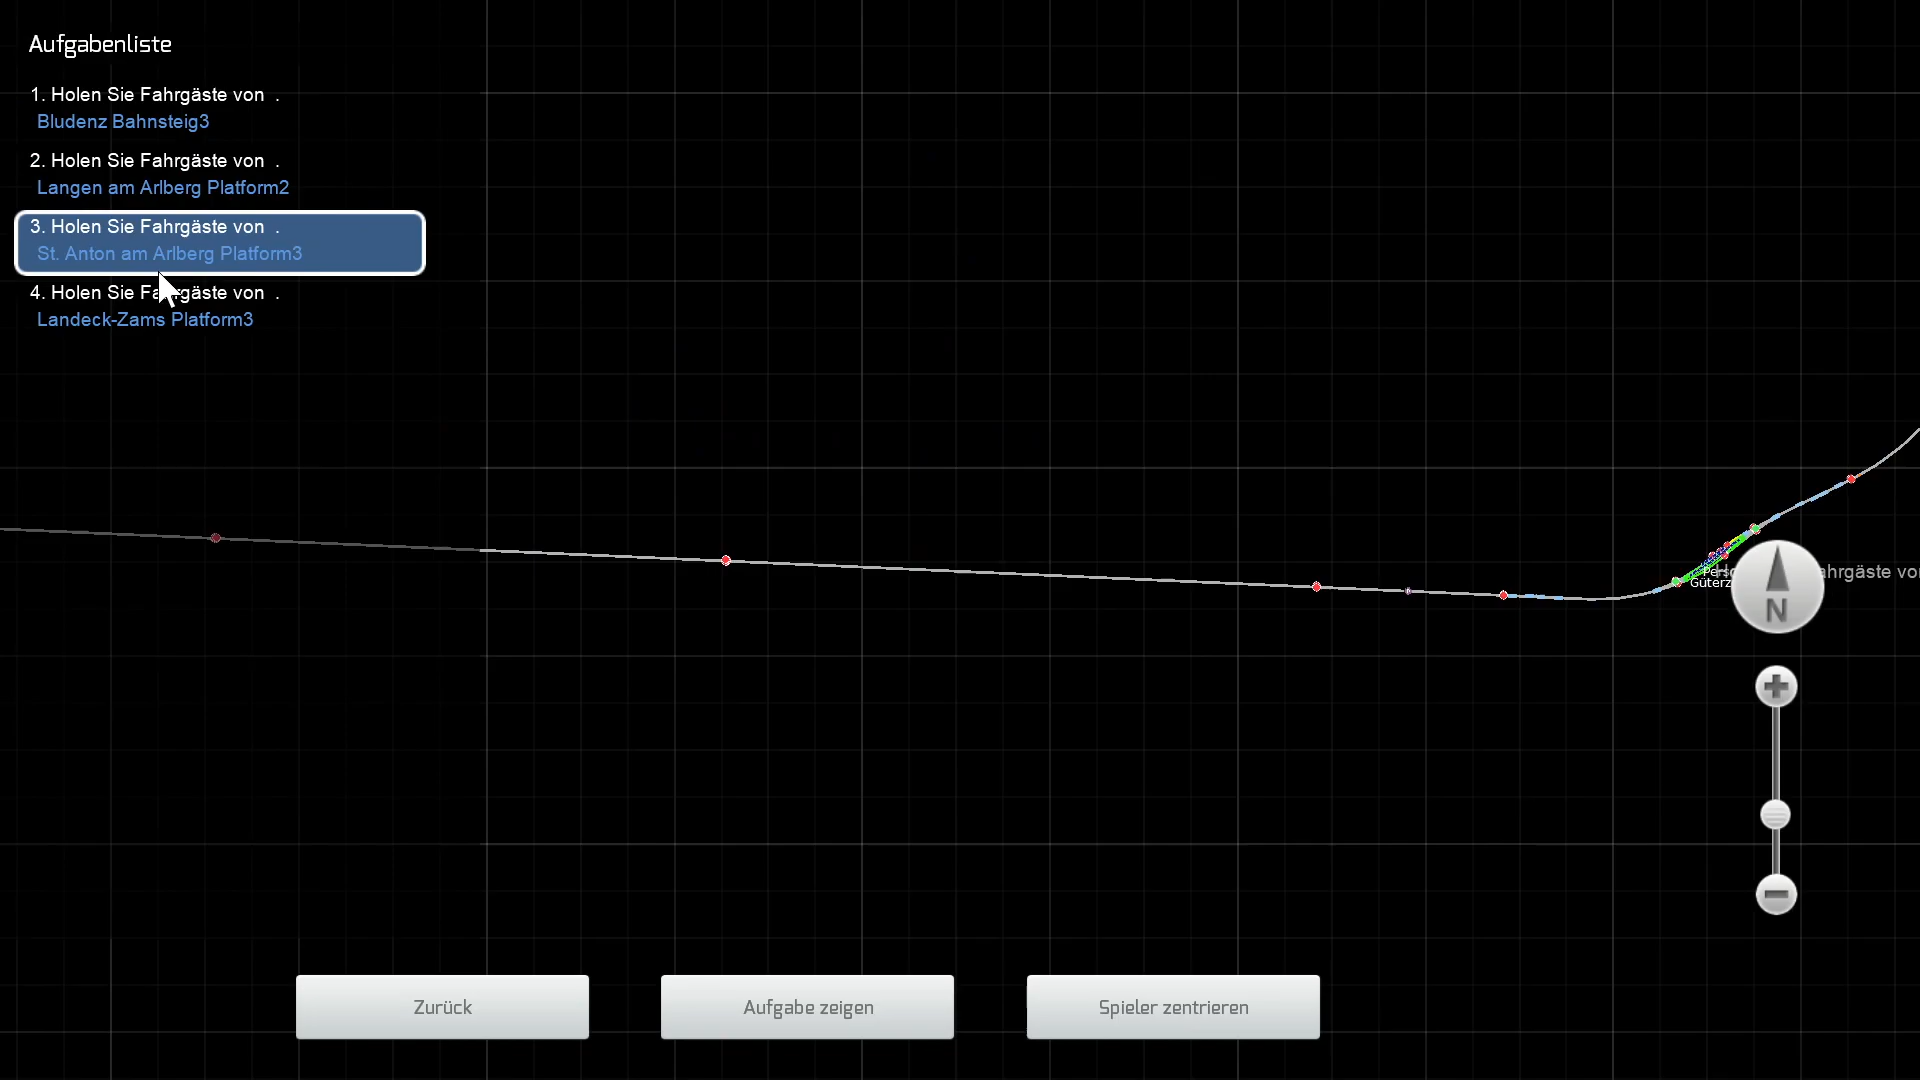 Aufgabenliste
1. Holen Sie Fahrgäste von .
Bludenz Bahnsteig3
2. Holen Sie Fahrgäste von .
Langen am Arlberg Platform2
3. Holen Sie Fahrgäste von .
St. Anton am Arlberg Platform3
4. Holen Sie Fahrgäste von .
Landeck-Zams Platform3
N
Zurück
Aufgabe zeigen
Spieler zentrieren